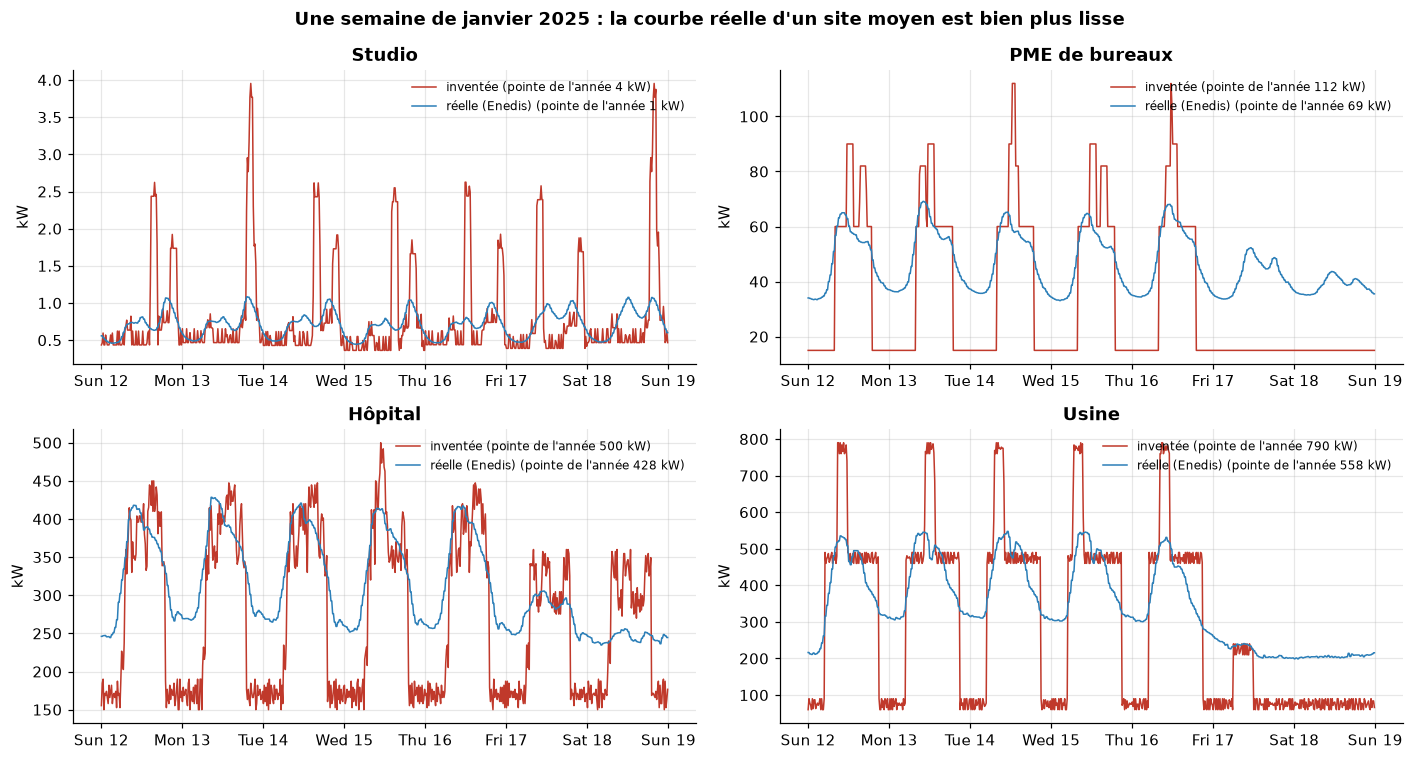 Une semaine de janvier 2025 : la courbe réelle d'un site moyen est bien plus lisse
Studio
inventée (pointe de l'année 4 kW)
réelle (Enedis) (pointe de l'année 1 kW)
kW
4.0
3.5
3.0
2.5
2.0
1.5
1.0
0.5
Sun 12 Mon 13 Tue 14 Wed 15 Thu 16 Fri 17 Sat 18 Sun 19
PME de bureaux
inventée (pointe de l'année 112 kW)
réelle (Enedis) (pointe de l'année 69 kW)
kW
100
80
60
40
20
Sun 12 Mon 13 Tue 14 Wed 15 Thu 16 Fri 17 Sat 18 Sun 19
Hôpital
inventée (pointe de l'année 500 kW)
réelle (Enedis) (pointe de l'année 428 kW)
kW
500
450
400
350
300
250
200
150
Sun 12 Mon 13 Tue 14 Wed 15 Thu 16 Fri 17 Sat 18 Sun 19
Usine
inventée (pointe de l'année 790 kW)
réelle (Enedis) (pointe de l'année 558 kW)
kW
800
700
600
500
400
300
200
100
Sun 12 Mon 13 Tue 14 Wed 15 Thu 16 Fri 17 Sat 18 Sun 19